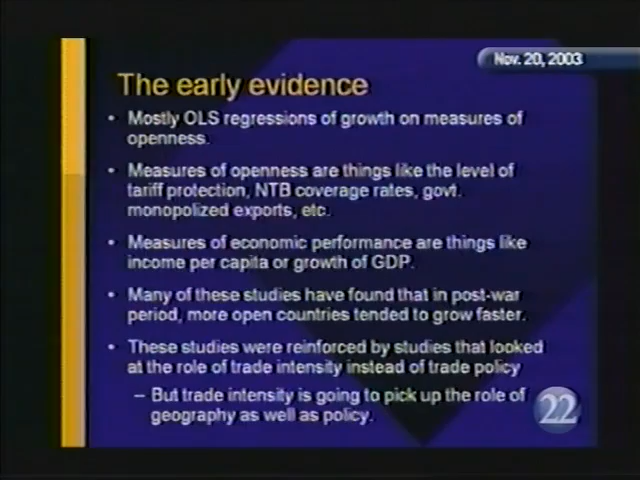 Nov. 20, 2003
The early evidence
• Mostly OLS regressions of growth on measures of
openness.
• Measures of openness are things like the level of
tariff protection, NTB coverage rates, govt.
monopolized exports, etc.
• Measures of economic performance are things like
income per capita or growth of GDP.
• Many of these studies have found that in post-war
period, more open countries tended to grow faster.
• These studies were reinforced by studies that looked
at the role of trade intensity instead of trade policy
– But trade intensity is going to pick up the role of
geography as well as policy.
22